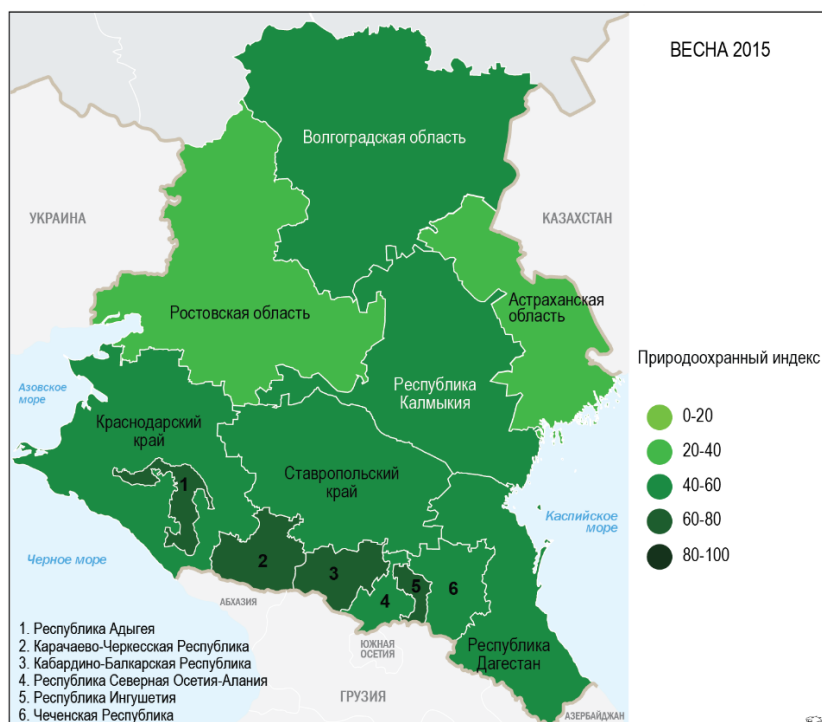 ВЕСНА 2015
Волгоградская область
УКРАИНА
КАЗАХСТАН
Астраханская
область
Ростовская область
Природоохранный индекс
Республика
Калмыкия
Азовское
море
0-20
20-40
40-60
60-80
80-100
Краснодарский
край
Ставропольский
край
1
Каспийское
море
Черное море
2
3
4
5
6
АБХАЗИЯ
ЮЖНАЯ
ОСЕТИЯ
Республика
Дагестан
ГРУЗИЯ
АЗЕРБАЙДЖАН
1. Республика Адыгея
2. Карачаево-Черкесская Республика
3. Кабардино-Балкарская Республика
4. Республика Северная Осетия-Алания
5. Республика Ингушетия
6. Чеченская Республика